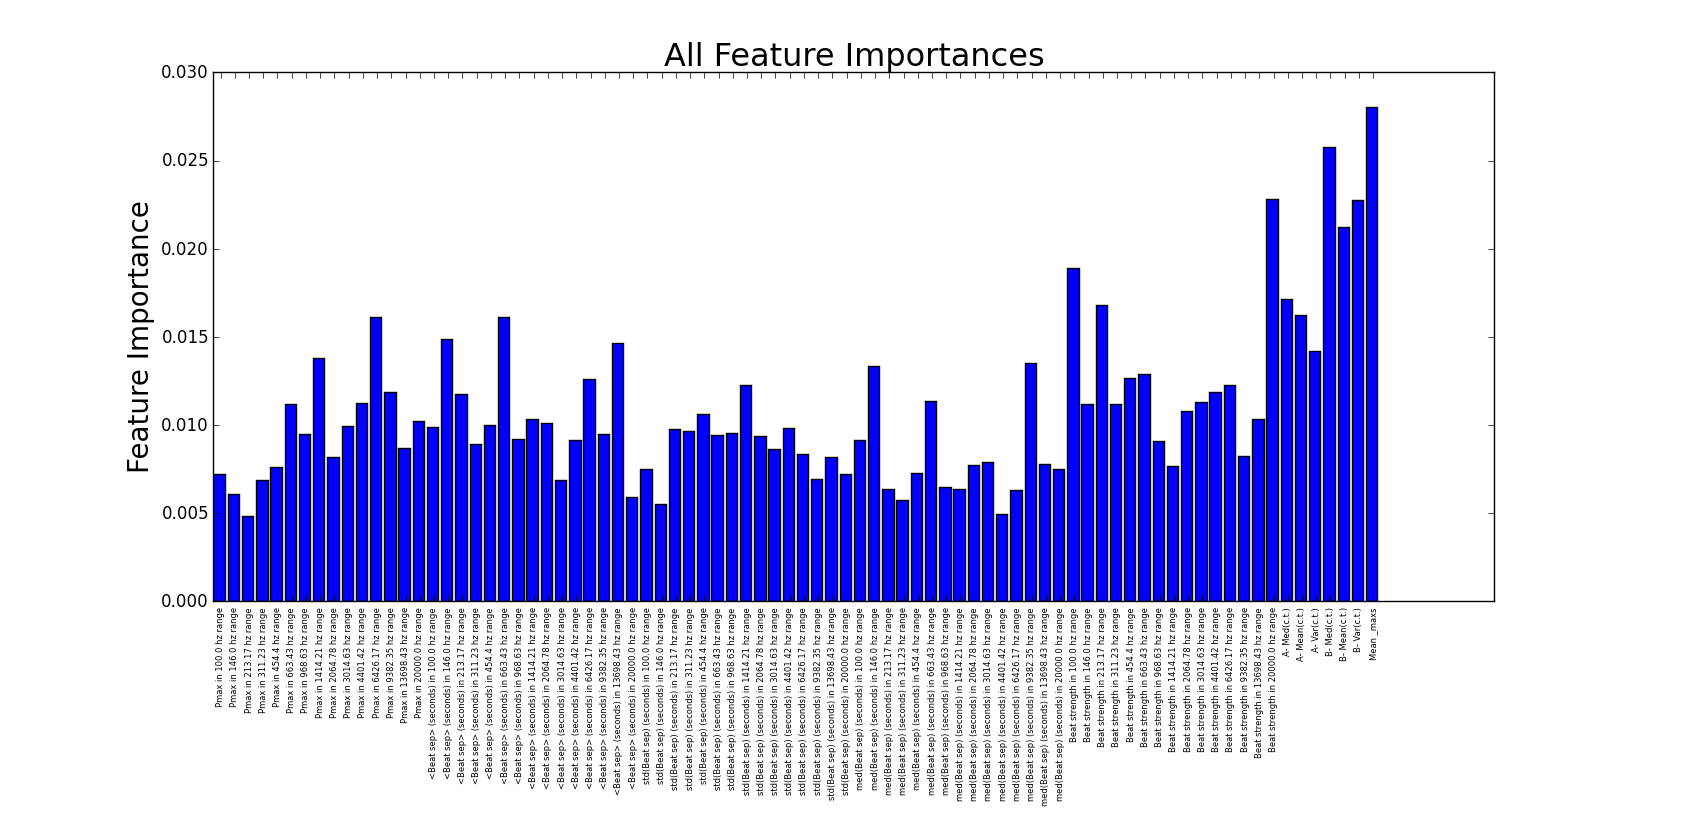 All Feature Importances
Feature Importance
0.030
0.025
0.020
0.015
0.010
0.005
0.000
Pmax in 100.0 hz range
Pmax in 146.0 hz range
Pmax in 213.17 hz range
Pmax in 311.23 hz range
Pmax in 454.4 hz range
Pmax in 663.43 hz range
Pmax in 968.63 hz range
Pmax in 1414.21 hz range
Pmax in 2064.78 hz range
Pmax in 3014.63 hz range
Pmax in 4401.42 hz range
Pmax in 6426.17 hz range
Pmax in 9382.35 hz range
Pmax in 13698.43 hz range
Pmax in 20000.0 hz range
<Beat sep> (seconds) in 100.0 hz range
<Beat sep> (seconds) in 146.0 hz range
<Beat sep> (seconds) in 213.17 hz range
<Beat sep> (seconds) in 311.23 hz range
<Beat sep> (seconds) in 454.4 hz range
<Beat sep> (seconds) in 663.43 hz range
<Beat sep> (seconds) in 968.63 hz range
<Beat sep> (seconds) in 1414.21 hz range
<Beat sep> (seconds) in 2064.78 hz range
<Beat sep> (seconds) in 3014.63 hz range
<Beat sep> (seconds) in 4401.42 hz range
<Beat sep> (seconds) in 6426.17 hz range
<Beat sep> (seconds) in 9382.35 hz range
<Beat sep> (seconds) in 13698.43 hz range
<Beat sep> (seconds) in 20000.0 hz range
std(Beat sep) (seconds) in 100.0 hz range
std(Beat sep) (seconds) in 146.0 hz range
std(Beat sep) (seconds) in 213.17 hz range
std(Beat sep) (seconds) in 311.23 hz range
std(Beat sep) (seconds) in 454.4 hz range
std(Beat sep) (seconds) in 663.43 hz range
std(Beat sep) (seconds) in 968.63 hz range
std(Beat sep) (seconds) in 1414.21 hz range
std(Beat sep) (seconds) in 2064.78 hz range
std(Beat sep) (seconds) in 3014.63 hz range
std(Beat sep) (seconds) in 4401.42 hz range
std(Beat sep) (seconds) in 6426.17 hz range
std(Beat sep) (seconds) in 9382.35 hz range
std(Beat sep) (seconds) in 13698.43 hz range
std(Beat sep) (seconds) in 20000.0 hz range
med(Beat sep) (seconds) in 100.0 hz range
med(Beat sep) (seconds) in 146.0 hz range
med(Beat sep) (seconds) in 213.17 hz range
med(Beat sep) (seconds) in 311.23 hz range
med(Beat sep) (seconds) in 454.4 hz range
med(Beat sep) (seconds) in 663.43 hz range
med(Beat sep) (seconds) in 968.63 hz range
med(Beat sep) (seconds) in 1414.21 hz range
med(Beat sep) (seconds) in 2064.78 hz range
med(Beat sep) (seconds) in 3014.63 hz range
med(Beat sep) (seconds) in 4401.42 hz range
med(Beat sep) (seconds) in 6426.17 hz range
med(Beat sep) (seconds) in 9382.35 hz range
med(Beat sep) (seconds) in 13698.43 hz range
med(Beat sep) (seconds) in 20000.0 hz range
Beat strength in 100.0 hz range
Beat strength in 146.0 hz range
Beat strength in 213.17 hz range
Beat strength in 311.23 hz range
Beat strength in 454.4 hz range
Beat strength in 663.43 hz range
Beat strength in 968.63 hz range
Beat strength in 1414.21 hz range
Beat strength in 2064.78 hz range
Beat strength in 3014.63 hz range
Beat strength in 4401.42 hz range
Beat strength in 6426.17 hz range
Beat strength in 9382.35 hz range
Beat strength in 13698.43 hz range
Beat strength in 20000.0 hz range
A- Med(c.t.)
A- Mean(c.t.)
A- Var(c.t.)
B- Med(c.t.)
B- Mean(c.t.)
B- Var(c.t.)
Mean _maxs